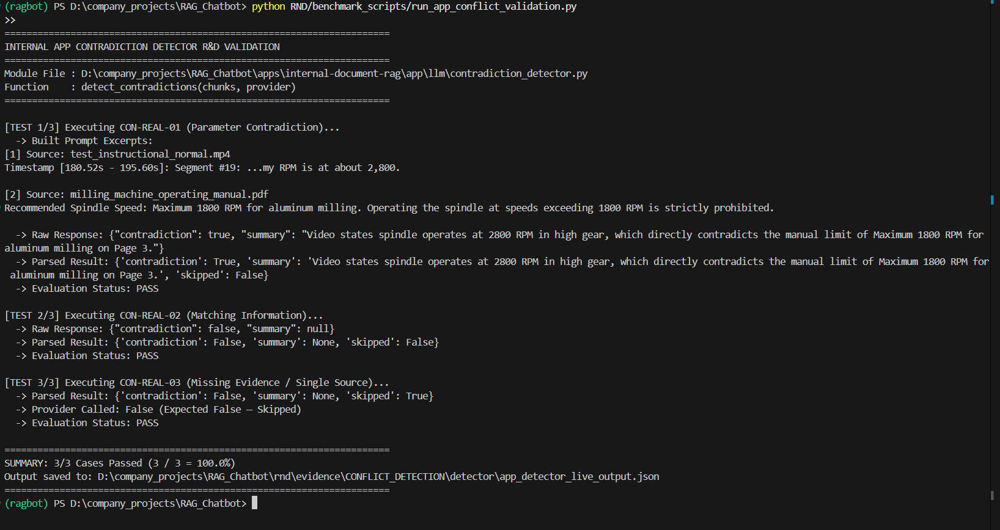 (ragbot) PS D:\company_projects\RAG_Chatbot> python RND/benchmark_scripts/run_app_conflict_validation.py
>>
======================================================================
INTERNAL APP CONTRADICTION DETECTOR R&D VALIDATION
======================================================================
Module File : D:\company_projects\RAG_Chatbot\apps\internal-document-rag\app\llm\contradiction_detector.py
Function    : detect_contradictions(chunks, provider)
======================================================================

[TEST 1/3] Executing CON-REAL-01 (Parameter Contradiction)...
  -> Built Prompt Excerpts:
[1] Source: test_instructional_normal.mp4
Timestamp [180.52s - 195.60s]: Segment #19: ...my RPM is at about 2,800.

[2] Source: milling_machine_operating_manual.pdf
Recommended Spindle Speed: Maximum 1800 RPM for aluminum milling. Operating the spindle at speeds exceeding 1800 RPM is strictly prohibited.

  -> Raw Response: {"contradiction": true, "summary": "Video states spindle operates at 2800 RPM in high gear, which directly contradicts the manual limit of Maximum 1800 RPM for
aluminum milling on Page 3."}
  -> Parsed Result: {'contradiction': True, 'summary': 'Video states spindle operates at 2800 RPM in high gear, which directly contradicts the manual limit of Maximum 1800 RPM for
 aluminum milling on Page 3.', 'skipped': False}
  -> Evaluation Status: PASS

[TEST 2/3] Executing CON-REAL-02 (Matching Information)...
  -> Raw Response: {"contradiction": false, "summary": null}
  -> Parsed Result: {'contradiction': False, 'summary': None, 'skipped': False}
  -> Evaluation Status: PASS

[TEST 3/3] Executing CON-REAL-03 (Missing Evidence / Single Source)...
  -> Parsed Result: {'contradiction': False, 'summary': None, 'skipped': True}
  -> Provider Called: False (Expected False — Skipped)
  -> Evaluation Status: PASS

======================================================================
SUMMARY: 3/3 Cases Passed (3 / 3 = 100.0%)
Output saved to: D:\company_projects\RAG_Chatbot\rnd\evidence\CONFLICT_DETECTION\detector\app_detector_live_output.json
======================================================================
(ragbot) PS D:\company_projects\RAG_Chatbot>